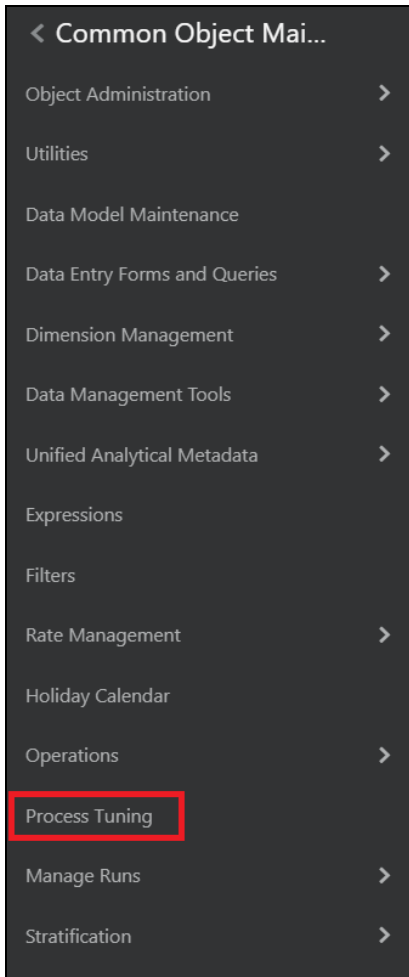 Common Object Mai...
Object Administration
Utilities
Data Model Maintenance
Data Entry Forms and Queries
Dimension Management
Data Management Tools
Unified Analytical Metadata
Expressions
Filters
Rate Management
Holiday Calendar
Operations
Process Tuning
Manage Runs
Stratification